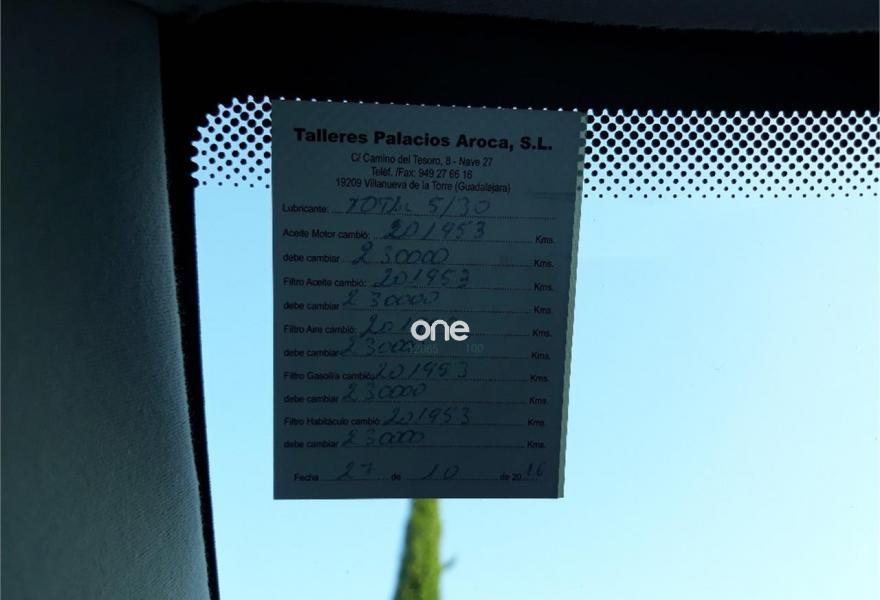 Talleres Palacios Aroca, S.L.
C/ Camino del Tesoro, 8 - Nave 27
Teléf. /Fax: 949 27 66 16
19209 Villanueva de la Torre (Guadalajara)
Lubricante: TOTAL 5/30
Aceite Motor cambió: 201953 Kms.
debe cambiar 230000 Kms.
Filtro Aceite cambió: 201953 Kms.
debe cambiar 230000 Kms.
Filtro Aire cambió: Kms.
one
debe cambiar 230000 Kms.
Filtro Gasoil/a cambió: 201953 Kms.
debe cambiar 230000 Kms.
Filtro Habitáculo cambió: 201953 Kms.
debe cambiar 230000 Kms.
Fecha 27 de 10 de 2016